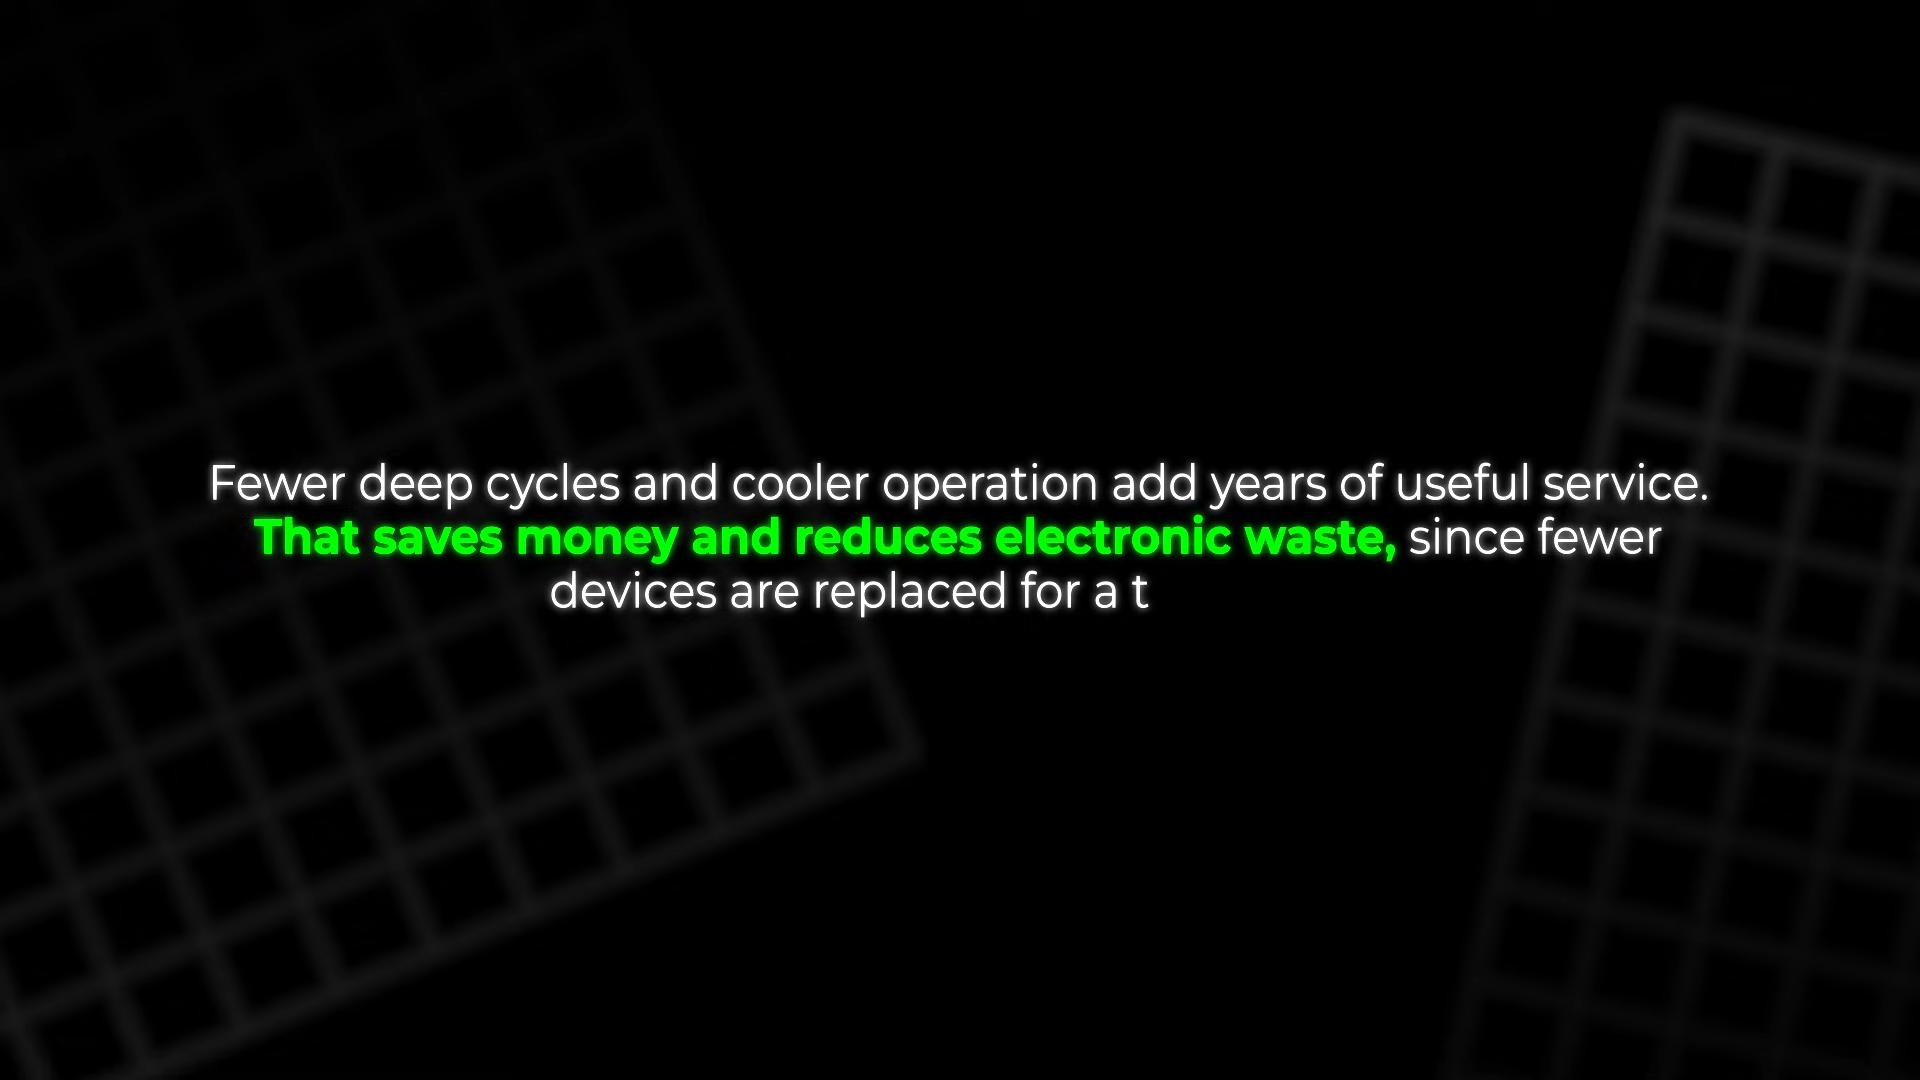 Fewer deep cycles and cooler operation add years of useful service.
That saves money and reduces electronic waste, since fewer
devices are replaced for a t